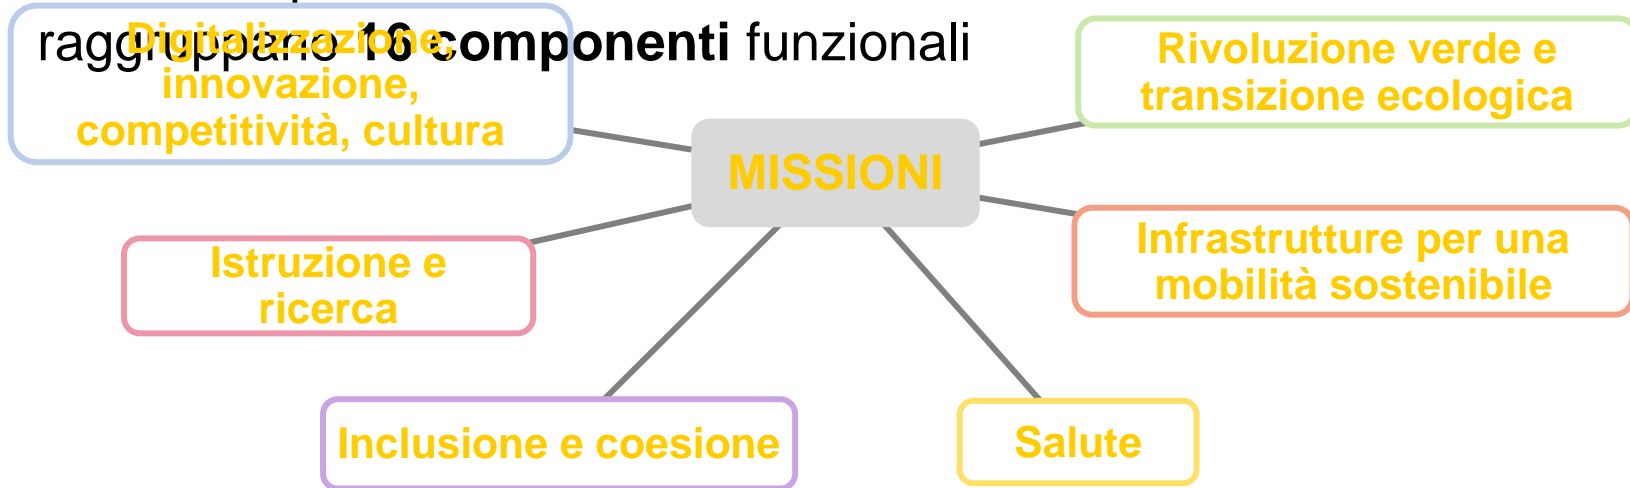 raggruppano 16 componenti funzionali
Digitalizzazione,
innovazione,
competitività, cultura
Rivoluzione verde e
transizione ecologica
MISSIONI
Istruzione e
ricerca
Infrastrutture per una
mobilità sostenibile
Inclusione e coesione
Salute